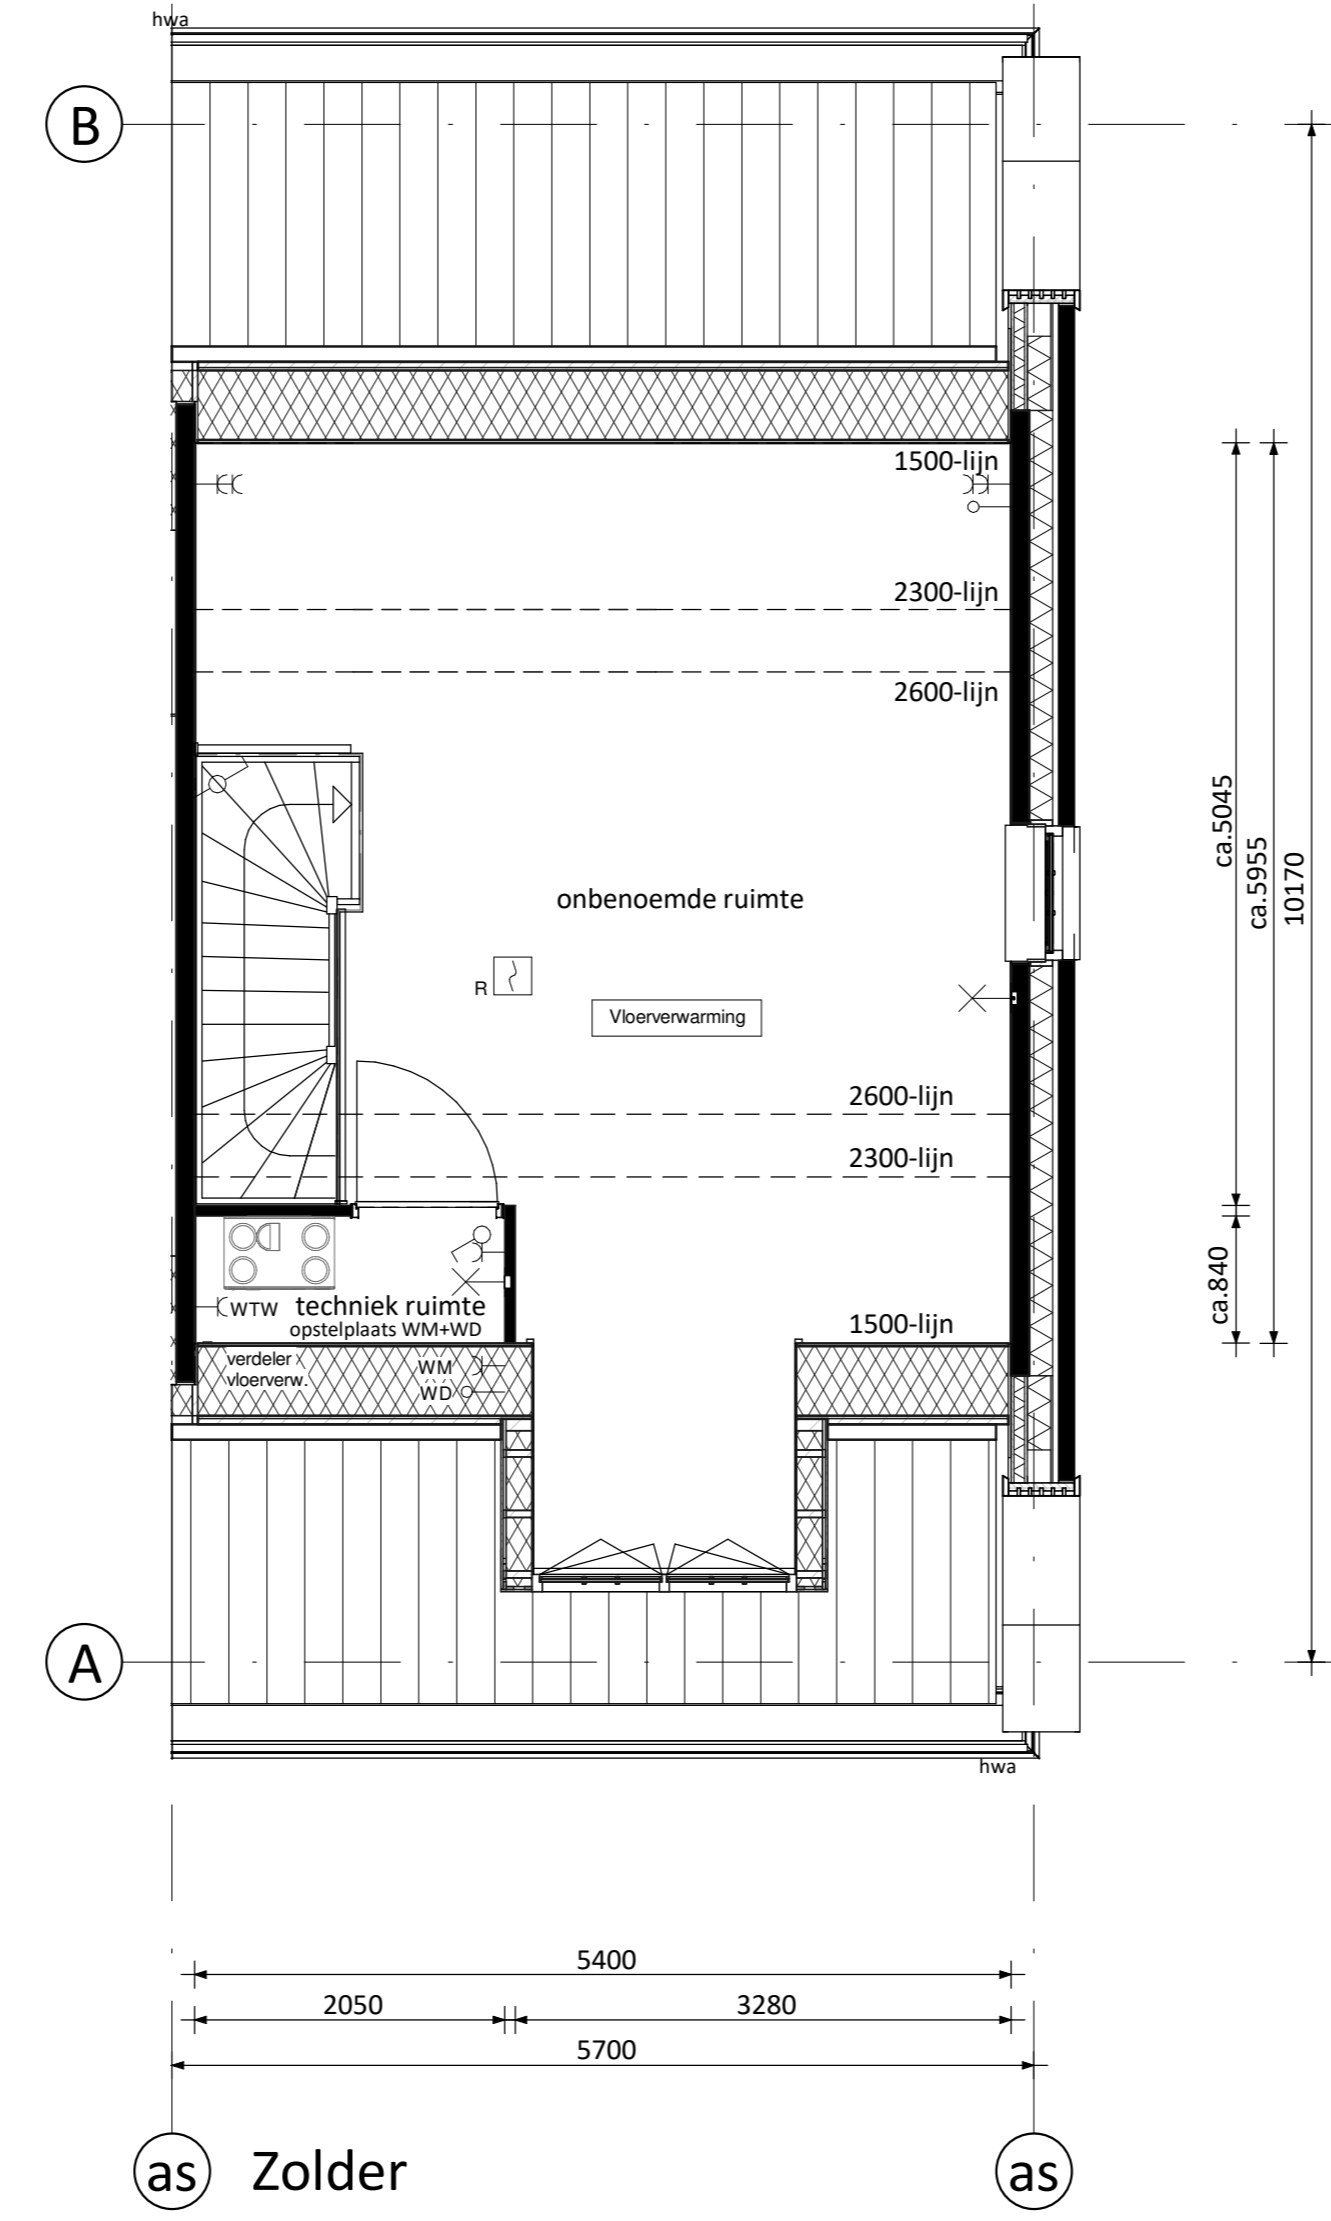 hwa
B
1500-lijn
2300-lijn
2600-lijn
ca.5045
ca.5955
10170
onbenoemde ruimte
R
Vloerverwarming
2600-lijn
2300-lijn
ca.840
WTW
techniek ruimte
opstelplaats WM+WD
1500-lijn
verdeler
vloerverw.
WM
WD
A
hwa
5400
2050
3280
5700
as
Zolder
as